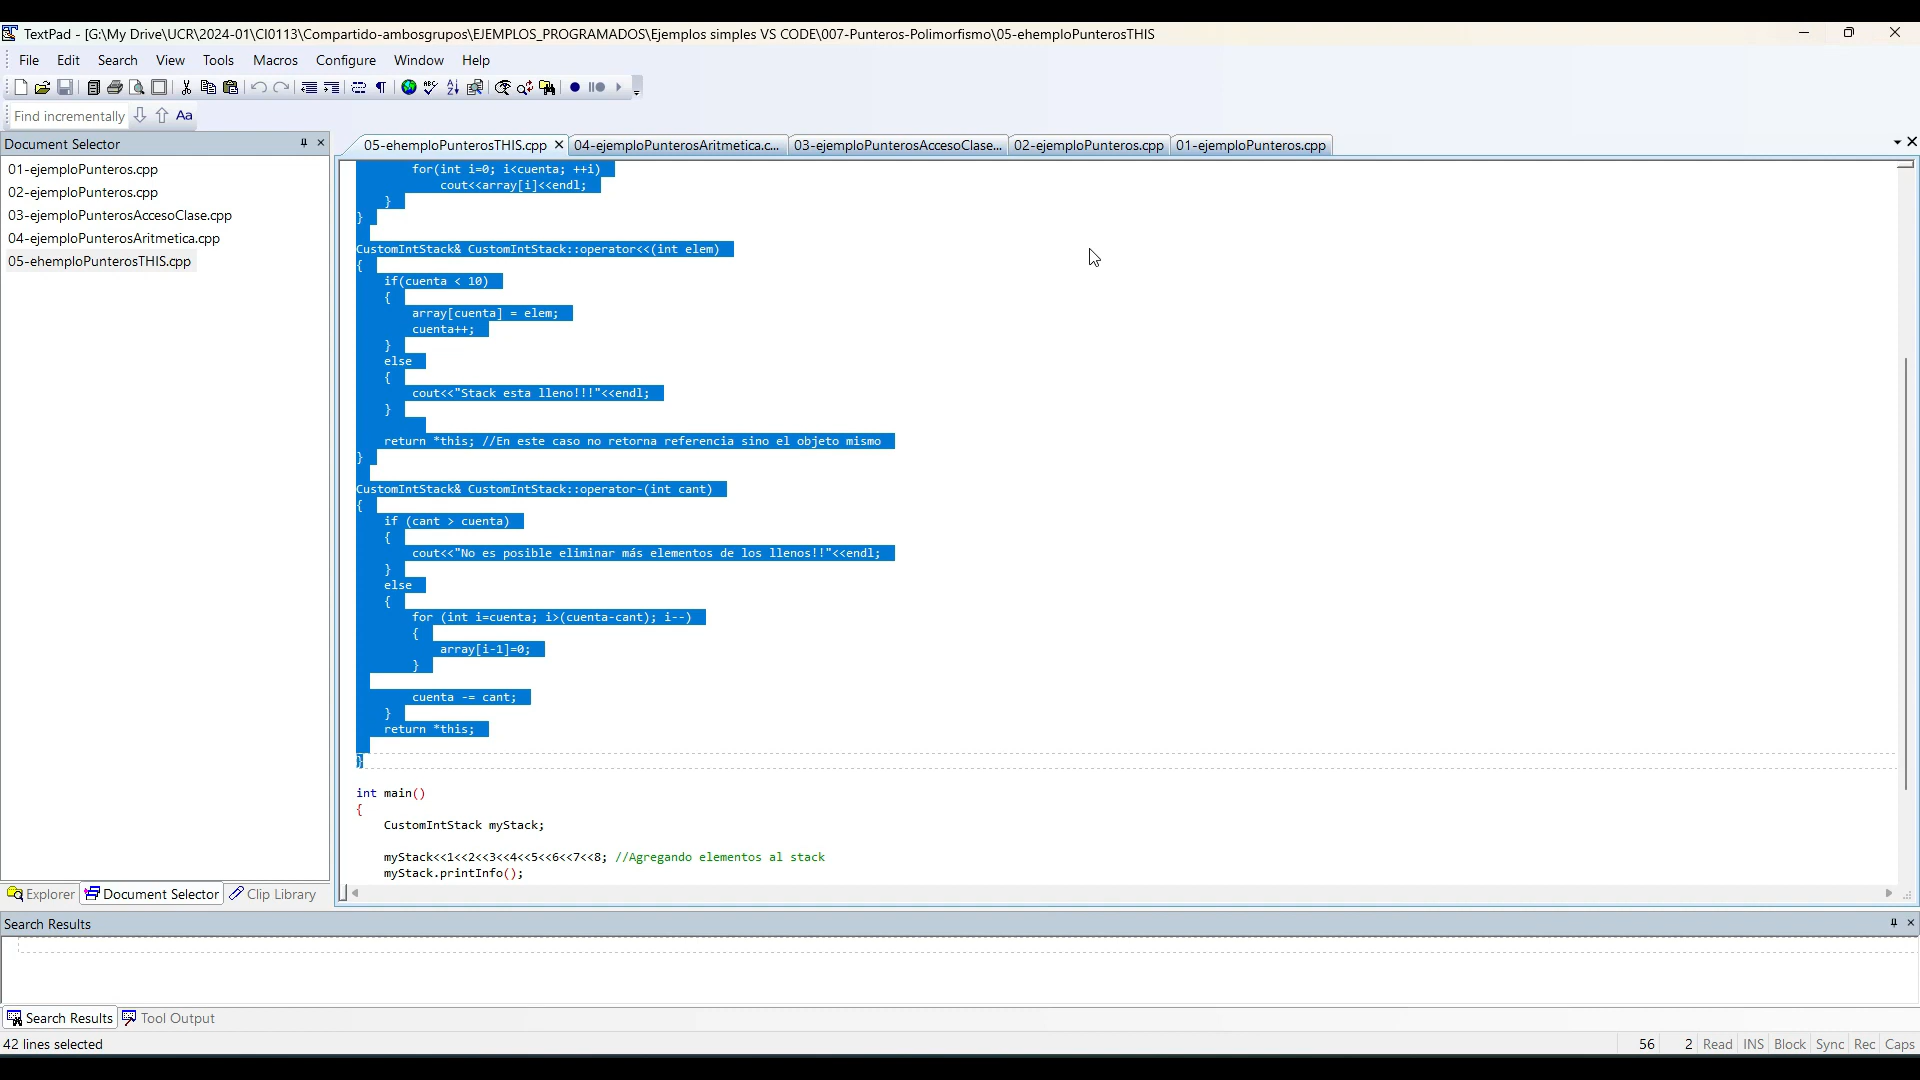 TextPad - [G:\My Drive\UCR\2024-01\CI0113\Compartido-ambosgrupos\EJEMPLOS_PROGRAMADOS\Ejemplos simples VS CODE\007-Punteros-Polimorfismo\05-ehemploPunterosTHIS
File Edit Search View Tools Macros Configure Window Help
Find incrementally Aa
Document Selector
01-ejemploPunteros.cpp
02-ejemploPunteros.cpp
03-ejemploPunterosAccesoClase.cpp
04-ejemploPunterosAritmetica.cpp
05-ehemploPunterosTHIS.cpp
Explorer Document Selector Clip Library
05-ehemploPunterosTHIS.cpp 04-ejemploPunterosAritmetica.c... 03-ejemploPunterosAccesoClase... 02-ejemploPunteros.cpp 01-ejemploPunteros.cpp
for(int i=0; i<cuenta; ++i)
cout<<array[i]<<endl;
}
}
CustomIntStack& CustomIntStack::operator<<(int elem)
{
if(cuenta < 10)
{
array[cuenta] = elem;
cuenta++;
}
else
{
cout<<"Stack esta lleno!!!"<<endl;
}
return *this; //En este caso no retorna referencia sino el objeto mismo
}
CustomIntStack& CustomIntStack::operator-(int cant)
{
if (cant > cuenta)
{
cout<<"No es posible eliminar más elementos de los llenos!!"<<endl;
}
else
{
for (int i=cuenta; i>(cuenta-cant); i--)
{
array[i-1]=0;
}
cuenta -= cant;
}
return *this;
}
int main()
{
CustomIntStack myStack;
myStack<<1<<2<<3<<4<<5<<6<<7<<8; //Agregando elementos al stack
myStack.printInfo();
Search Results
Search Results Tool Output
42 lines selected 56 2 Read INS Block Sync Rec Caps